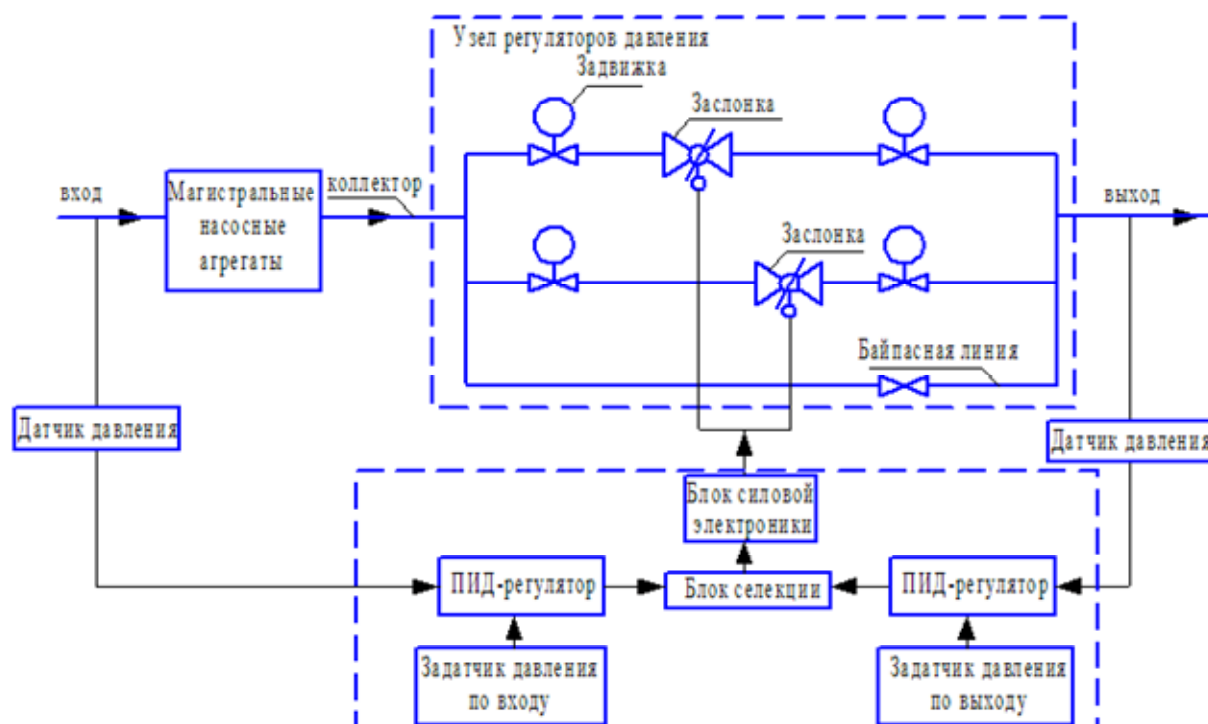 Узел регуляторов давления
Задвижка
Заслонка
вход
Магистральные
насосные
агрегаты
коллектор
выход
Заслонка
Байпасная линия
Датчик давления
Датчик давления
Блок силовой
электроники
ПИД-регулятор
Блок селекции
ПИД-регулятор
Задатчик давления
по входу
Задатчик давления
по выходу